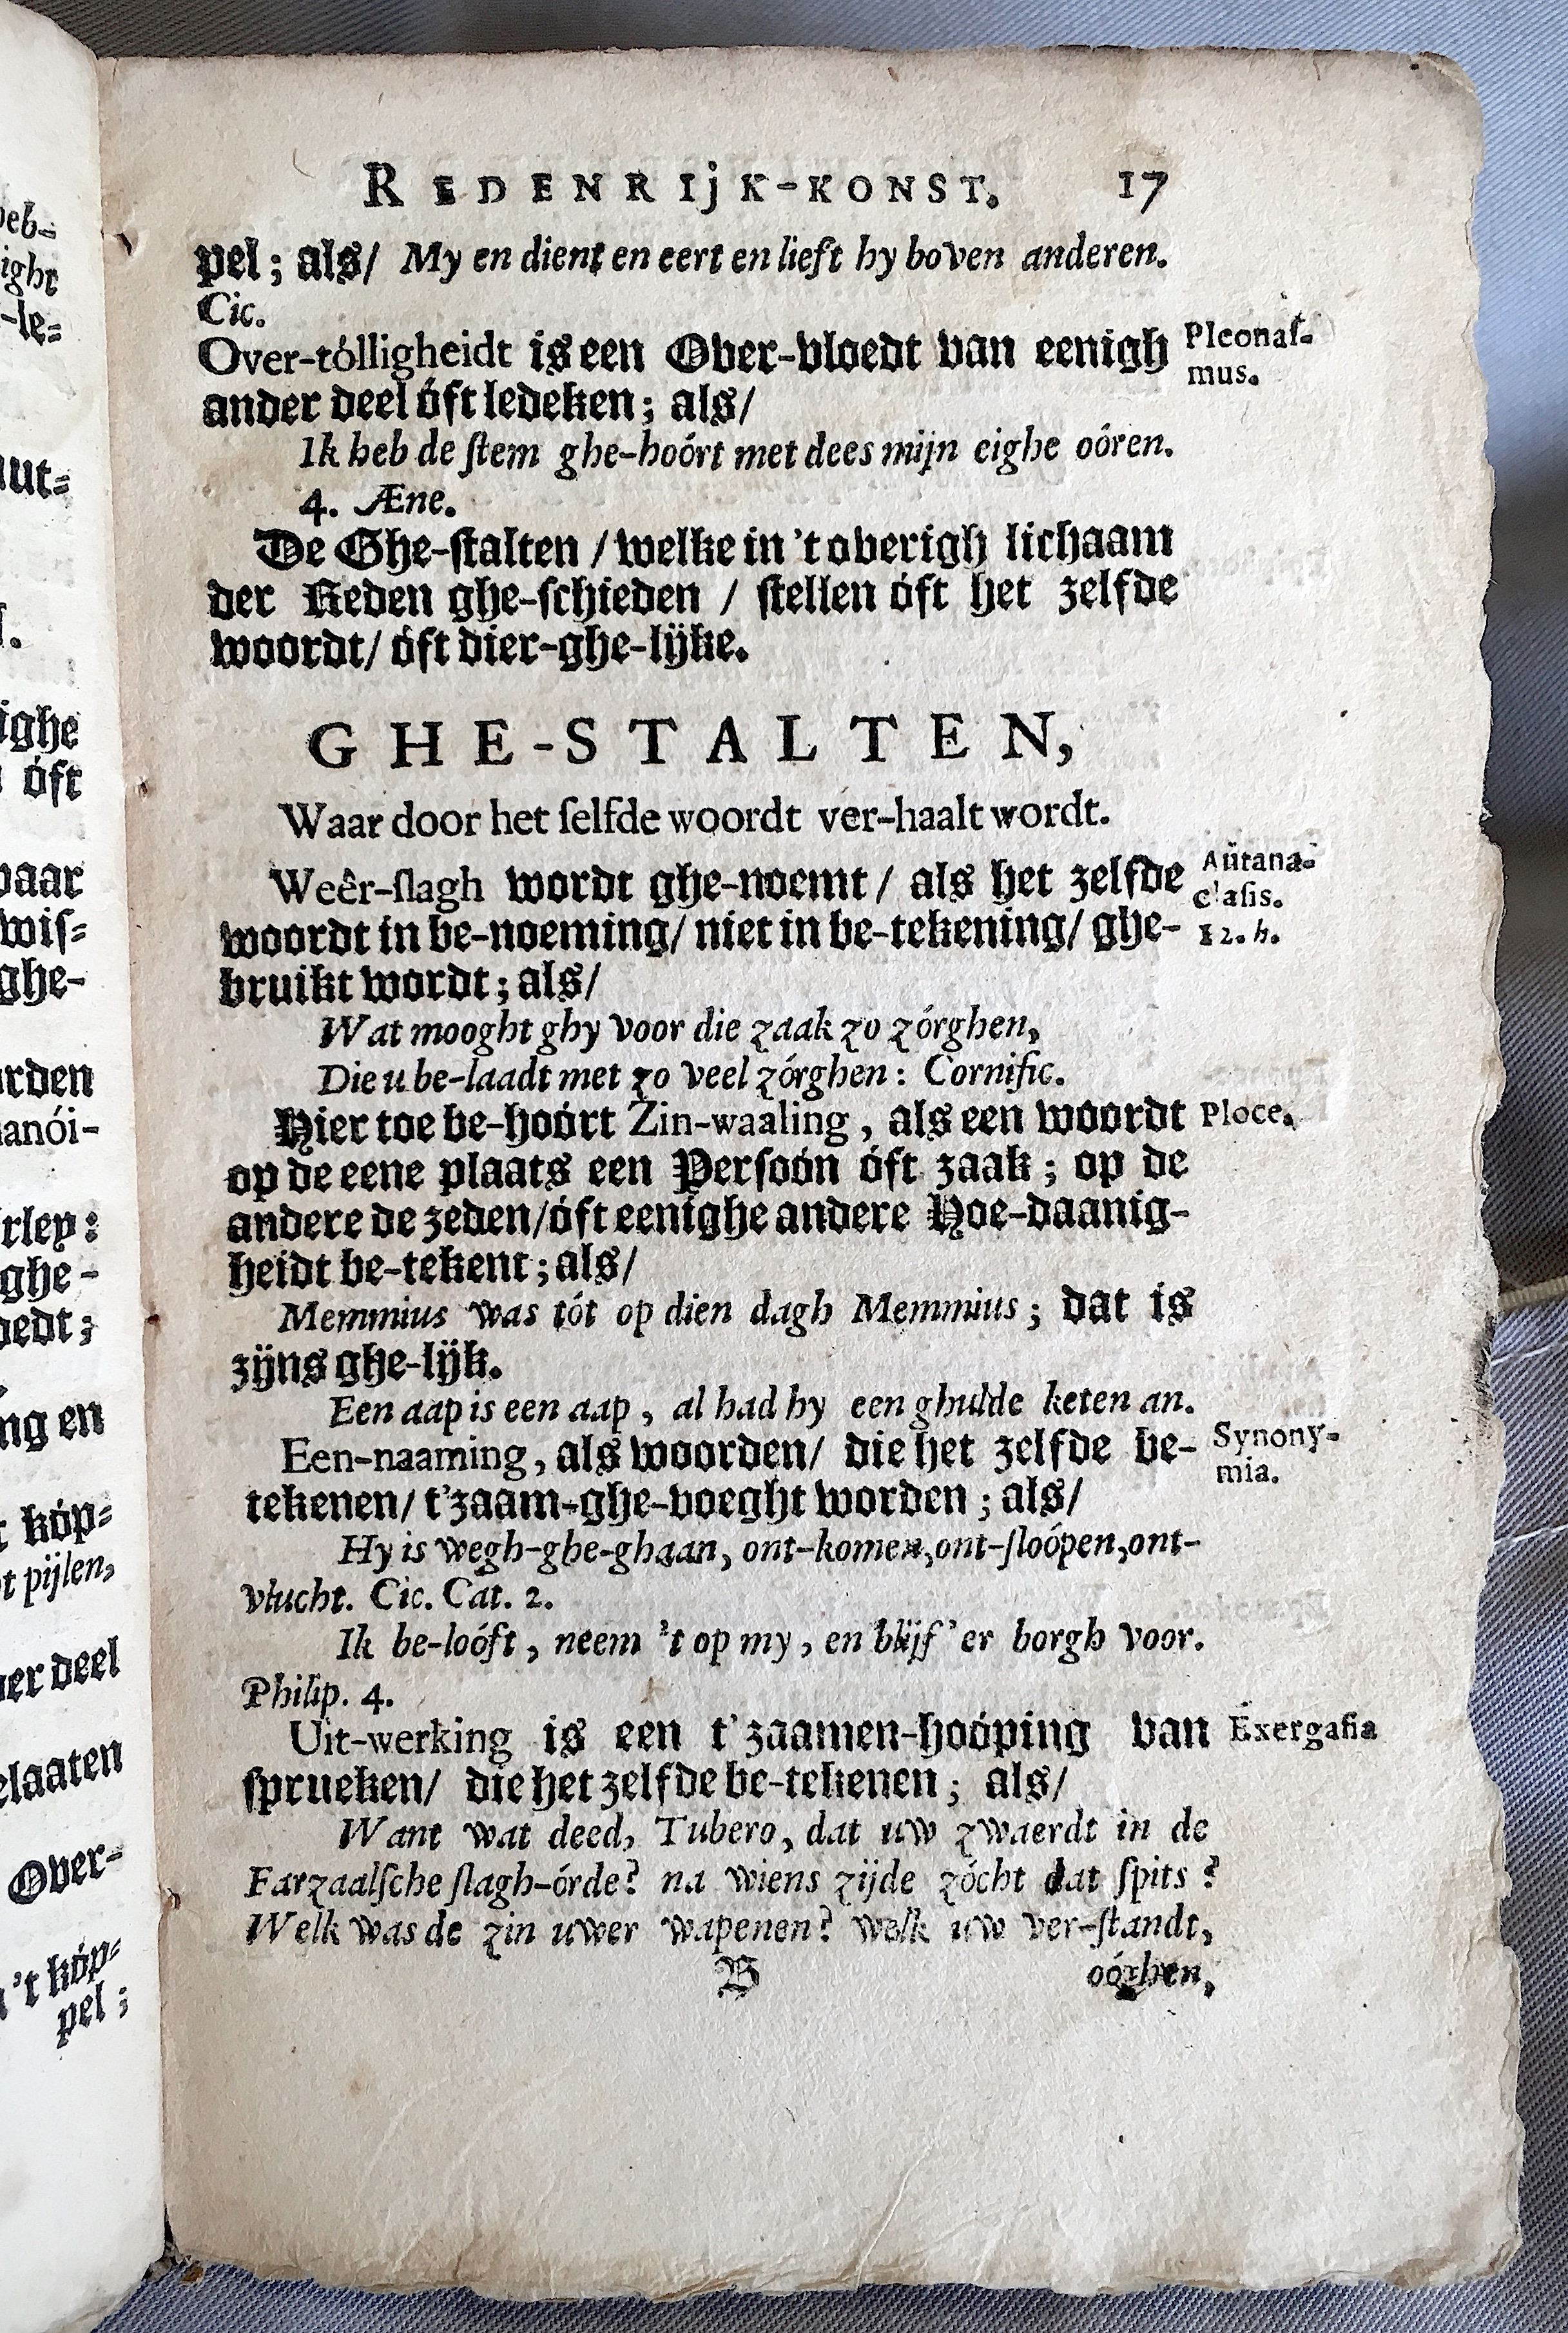 REDENRIJK-KONST. 17
pel; als/ My en dient en eert en lieft hy boven anderen.
Cic.
Over-tólligheidt is een Over-vloedt van eenigh
Pleonaſ-
mus.
ander deel óft ledeken; als/
Ik heb de ſtem ghe-hoórt met dees mijn eighe oóren.
4. Æne.
De Ghe-ſtalten / welke in 't overigh lichaam
der Reden ghe-ſchieden / ſtellen óft het zelfde
woordt/ óft dier-ghe-lijke.
GHE-STALTEN,
Waar door het ſelfde woordt ver-haalt wordt.
Weêr-ſlagh wordt ghe-noemt / als het zelfde
woordt in be-noeming/ niet in be-tekening/ ghe-
bruikt wordt; als/
Aütana-
claſis.
12. h.
Wat mooght ghy voor die zaak zo zórghen,
Die u be-laadt met zo veel zórghen: Cornific.
Hier toe be-hoórt Zin-waaling, als een woordt
Ploce.
op de eene plaats een Perſoón óft zaak; op de
andere de zeden/óft eenighe andere Hoe-daanig-
heidt be-tekent; als/
Memmius was tót op dien dagh Memmius; dat is
zijns ghe-lijk.
Een aap is een aap, al had hy een ghulde keten an.
Een-naaming, als woorden/ die het zelfde be-
Synony-
mia.
tekenen/ t'zaam-ghe-voeght worden; als/
Hy is wegh-ghe-ghaan, ont-komen, ont-ſloópen, ont-
vlucht. Cic. Cat. 2.
Ik be-loóft, neem 't op my, en blijf 'er borgh voor.
Philip. 4.
Uit-werking is een t'zaamen-hoóping van
Exergaſia
ſprueken/ die het zelfde be-tekenen; als/
Want wat deed, Tubero, dat uw zwaerdt in de
Farzaalſche ſlagh-órde? na wiens zijde zócht dat ſpits?
Welk was de zin uwer wapenen? welk uw ver-ſtandt,
B